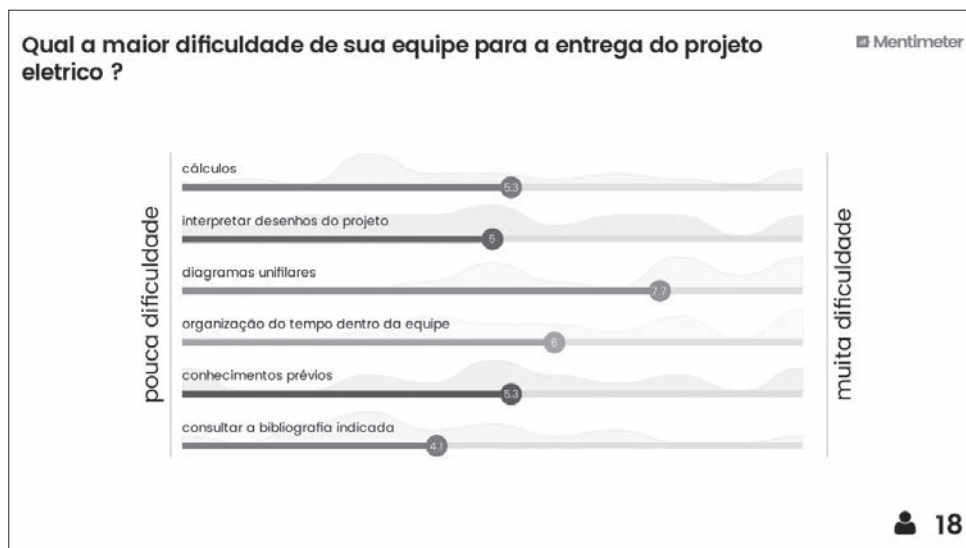 Qual a maior dificuldade de sua equipe para a entrega do projeto
eletrico ?
Mentimeter
pouca dificuldade
cálculos
5.3
interpretar desenhos do projeto
5
diagramas unifilares
7.7
organização do tempo dentro da equipe
6
conhecimentos prévios
5.3
consultar a bibliografia indicada
4.1
muita dificuldade
18